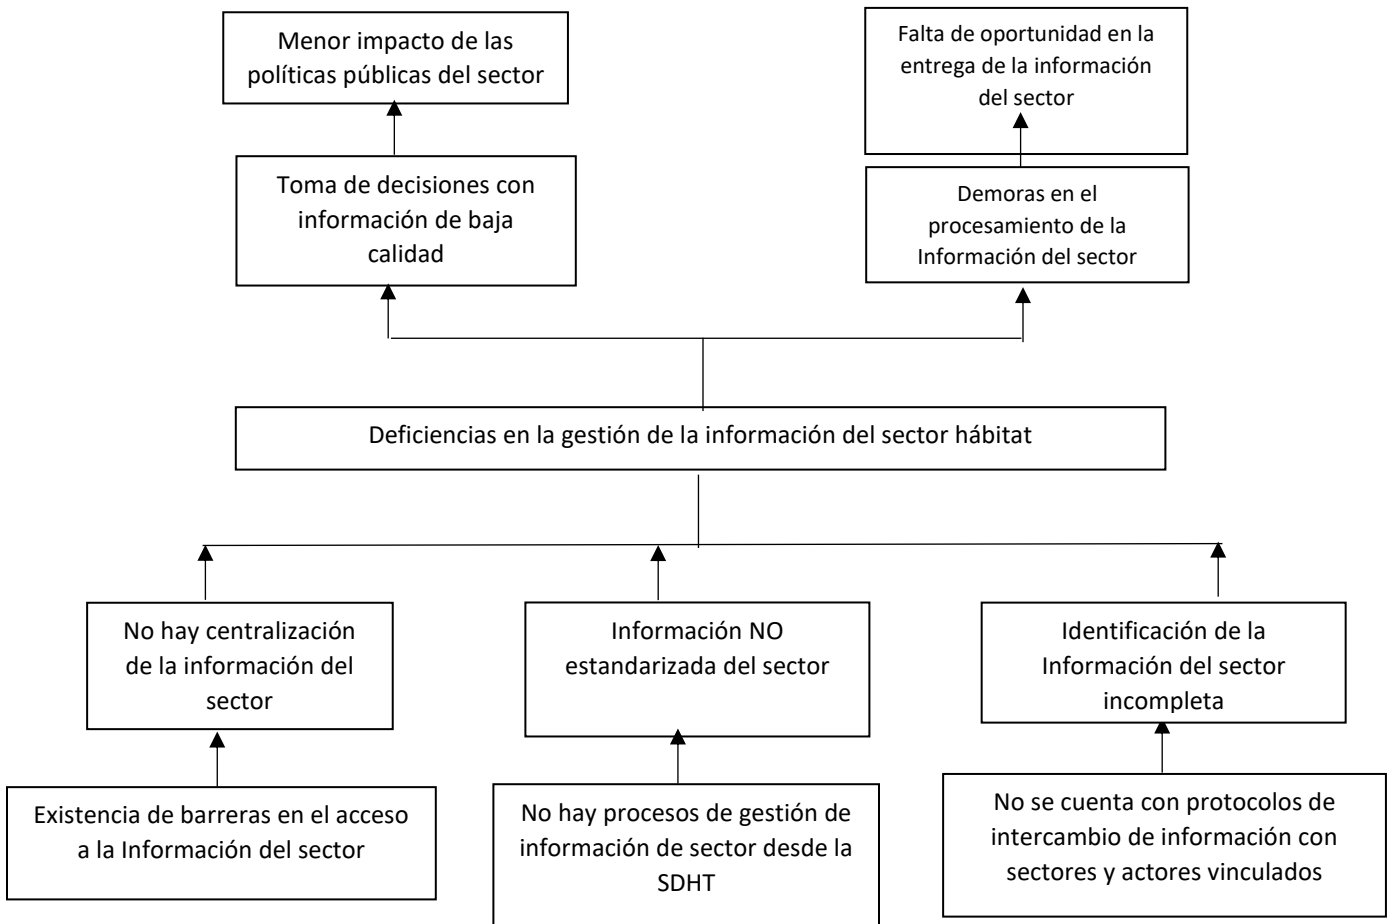 Menor impacto de las
políticas públicas del sector
Falta de oportunidad en la
entrega de la información
del sector
Toma de decisiones con
información de baja
calidad
Demoras en el
procesamiento de la
Información del sector
Deficiencias en la gestión de la información del sector hábitat
No hay centralización
de la información del
sector
Información NO
estandarizada del sector
Identificación de la
Información del sector
incompleta
Existencia de barreras en el acceso
a la Información del sector
No hay procesos de gestión de
información de sector desde la
SDHT
No se cuenta con protocolos de
intercambio de información con
sectores y actores vinculados